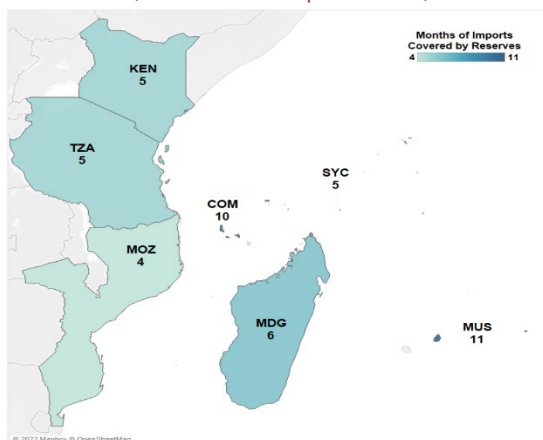 Months of Imports
Covered by Reserves
4 11
KEN
5
TZA
5
SYC
5
COM
10
MOZ
4
MDG
6
MUS
11
© 2022 Mapbox © OpenStreetMap